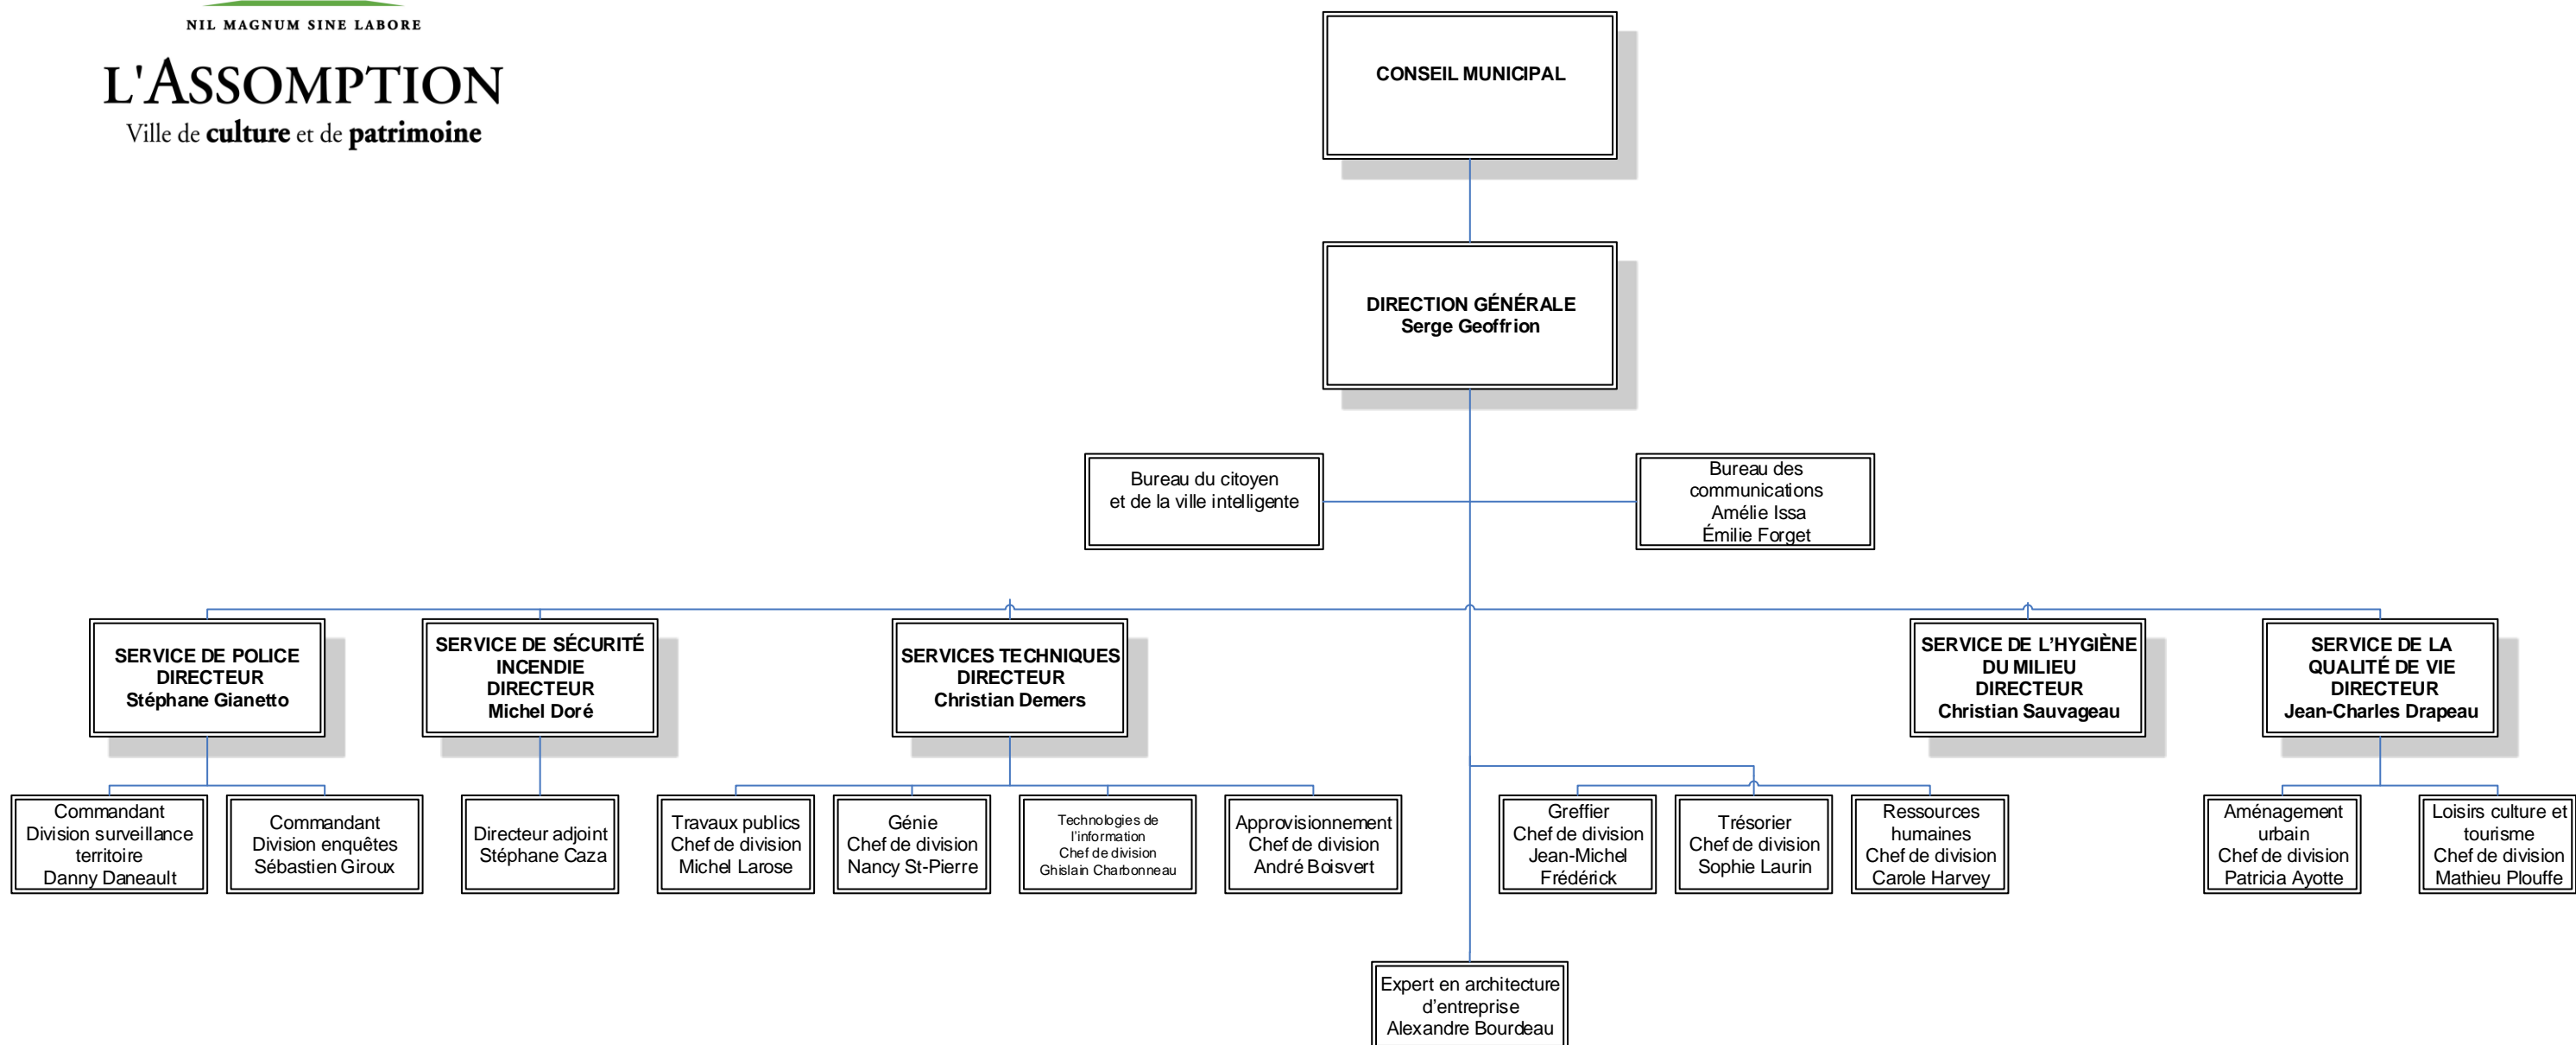 NIL MAGNUM SINE LABORE
L'ASSOMPTION
Ville de culture et de patrimoine
CONSEIL MUNICIPAL
DIRECTION GÉNÉRALE
Serge Geoffrion
Bureau du citoyen
et de la ville intelligente
Bureau des
communications
Amélie Issa
Émilie Forget
SERVICE DE POLICE
DIRECTEUR
Stéphane Gianetto
SERVICE DE SÉCURITÉ
INCENDIE
DIRECTEUR
Michel Doré
SERVICES TECHNIQUES
DIRECTEUR
Christian Demers
SERVICE DE L’HYGIÈNE
DU MILIEU
DIRECTEUR
Christian Sauvageau
SERVICE DE LA
QUALITÉ DE VIE
DIRECTEUR
Jean-Charles Drapeau
Commandant
Division surveillance
territoire
Danny Daneault
Commandant
Division enquêtes
Sébastien Giroux
Directeur adjoint
Stéphane Caza
Travaux publics
Chef de division
Michel Larose
Génie
Chef de division
Nancy St-Pierre
Technologies de
l’information
Chef de division
Ghislain Charbonneau
Approvisionnement
Chef de division
André Boisvert
Greffier
Chef de division
Jean-Michel
Frédérick
Trésorier
Chef de division
Sophie Laurin
Ressources
humaines
Chef de division
Carole Harvey
Aménagement
urbain
Chef de division
Patricia Ayotte
Loisirs culture et
tourisme
Chef de division
Mathieu Plouffe
Expert en architecture
d’entreprise
Alexandre Bourdeau